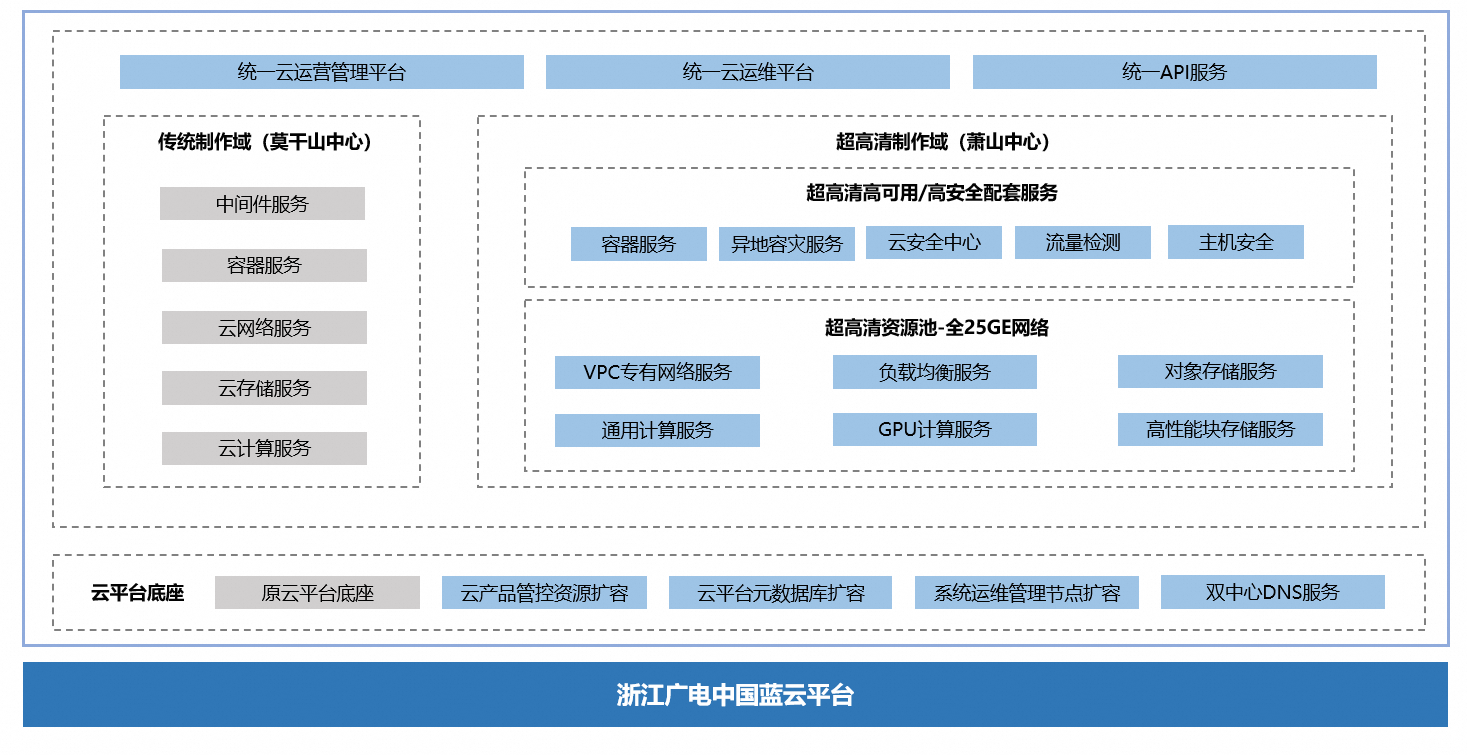 统一云运营管理平台
统一云运维平台
统一API服务
传统制作域（莫干山中心）
中间件服务
容器服务
云网络服务
云存储服务
云计算服务
超高清制作域（萧山中心）
超高清高可用/高安全配套服务
容器服务
异地容灾服务
云安全中心
流量检测
主机安全
超高清资源池-全25GE网络
VPC专有网络服务
负载均衡服务
对象存储服务
通用计算服务
GPU计算服务
高性能块存储服务
云平台底座
原云平台底座
云产品管控资源扩容
云平台元数据库扩容
系统运维管理节点扩容
双中心DNS服务
浙江广电中国蓝云平台